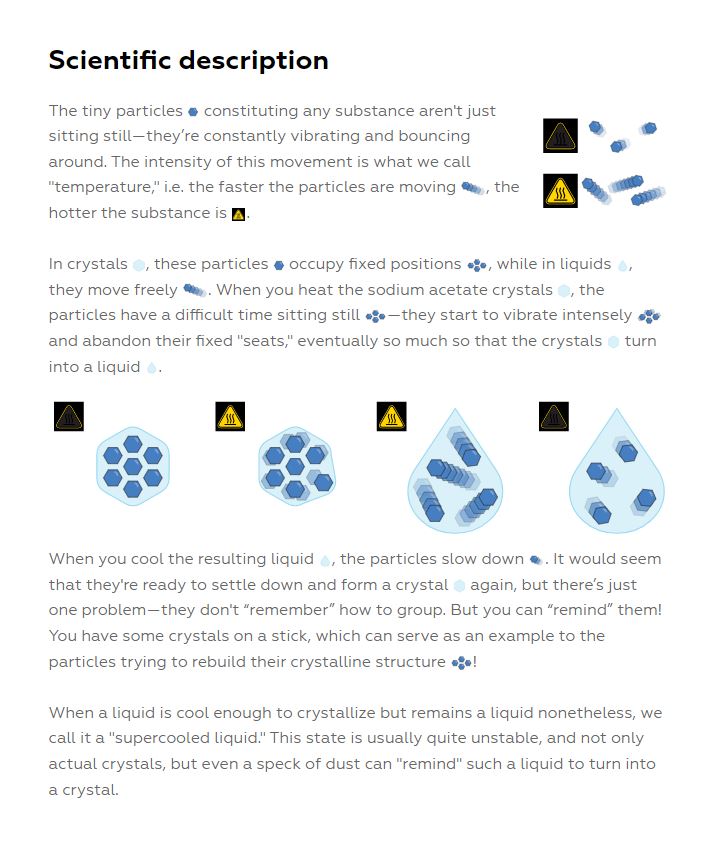 Scientific description
The tiny particles constituting any substance aren't just
sitting still—they’re constantly vibrating and bouncing
around. The intensity of this movement is what we call
"temperature," i.e. the faster the particles are moving , the
hotter the substance is .
In crystals , these particles occupy fixed positions , while in liquids ,
they move freely . When you heat the sodium acetate crystals , the
particles have a difficult time sitting still —they start to vibrate intensely
and abandon their fixed "seats," eventually so much so that the crystals turn
into a liquid .
When you cool the resulting liquid , the particles slow down . It would seem
that they're ready to settle down and form a crystal again, but there’s just
one problem—they don't “remember” how to group. But you can “remind” them!
You have some crystals on a stick, which can serve as an example to the
particles trying to rebuild their crystalline structure !
When a liquid is cool enough to crystallize but remains a liquid nonetheless, we
call it a "supercooled liquid." This state is usually quite unstable, and not only
actual crystals, but even a speck of dust can "remind" such a liquid to turn into
a crystal.